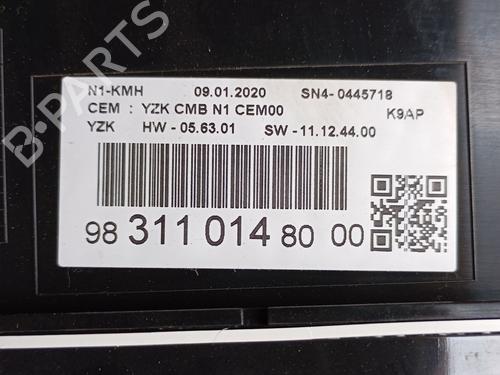 N1-KMH 09.01.2020 SN4- 0445718
CEM : YZK CMB N1 CEM00 K9AP
YZK HW - 05.63.01 SW - 11.12.44.00
98 311 014 80 00
B-PARTS